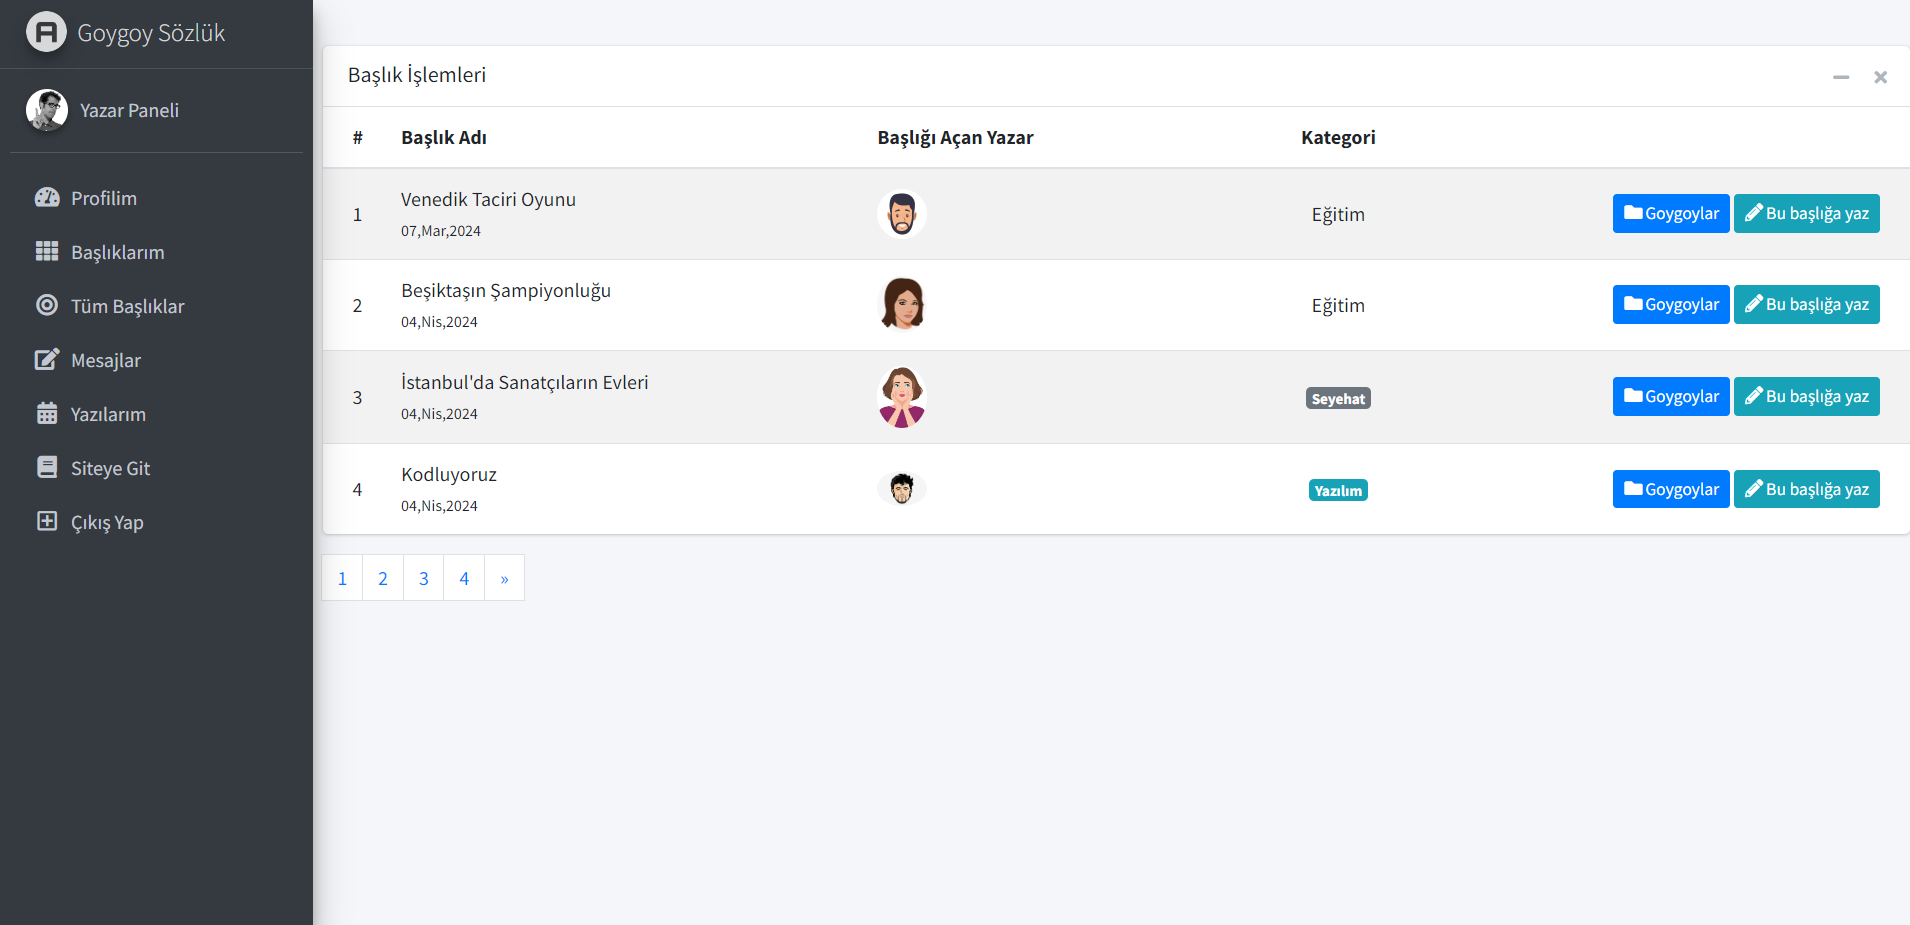 Goygoy Sözlük
Yazar Paneli
Profilim
Başlıklarım
Tüm Başlıklar
Mesajlar
Yazılarım
Siteye Git
Çıkış Yap
Başlık İşlemleri
# Başlık Adı Başlığı Açan Yazar Kategori
1 Venedik Taciri Oyunu Eğitim Goygoylar Bu başlığa yaz
07,Mar,2024
2 Beşiktaşın Şampiyonluğu Eğitim Goygoylar Bu başlığa yaz
04,Nis,2024
3 İstanbul'da Sanatçıların Evleri Seyehat Goygoylar Bu başlığa yaz
04,Nis,2024
4 Kodluyoruz Yazılım Goygoylar Bu başlığa yaz
04,Nis,2024
1 2 3 4 »